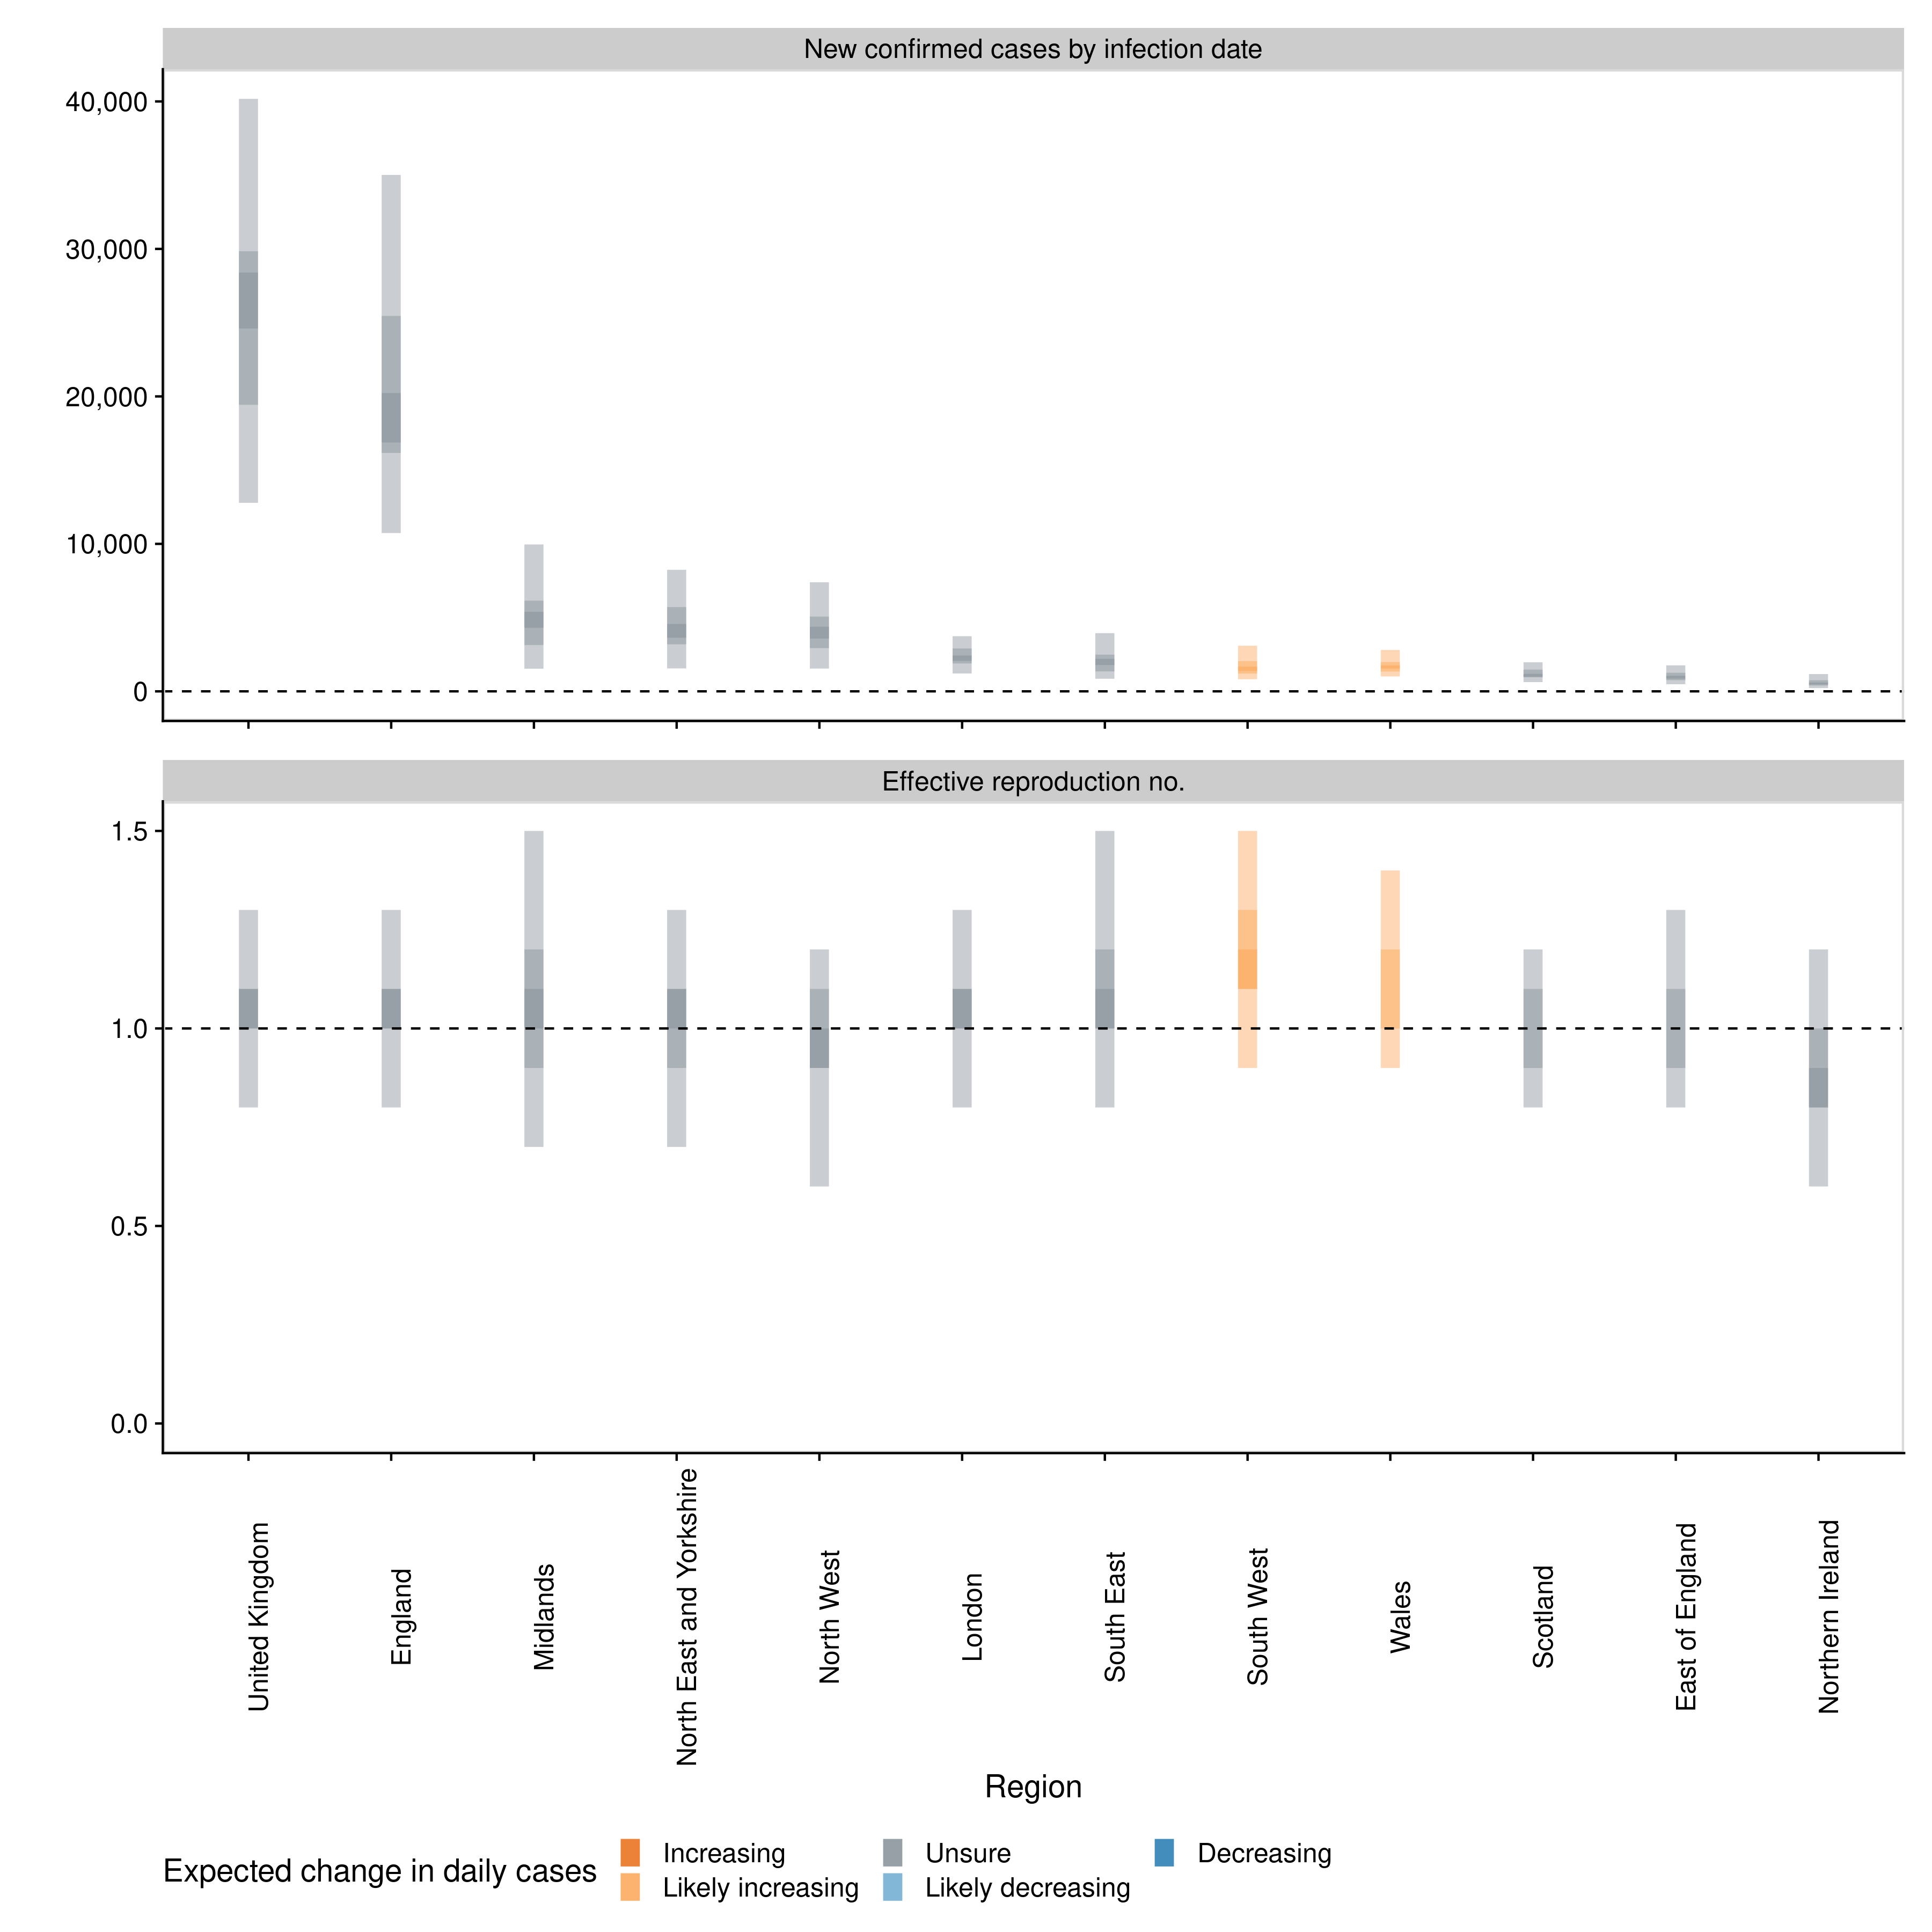 New confirmed cases by infection date
40,000
30,000
20,000
10,000
0
Effective reproduction no.
1.5
1.0
0.5
0.0
United Kingdom
England
Midlands
North East and Yorkshire
North West
London
South East
South West
Wales
Scotland
East of England
Northern Ireland
Region
Expected change in daily cases
Increasing
Unsure
Decreasing
Likely increasing
Likely decreasing